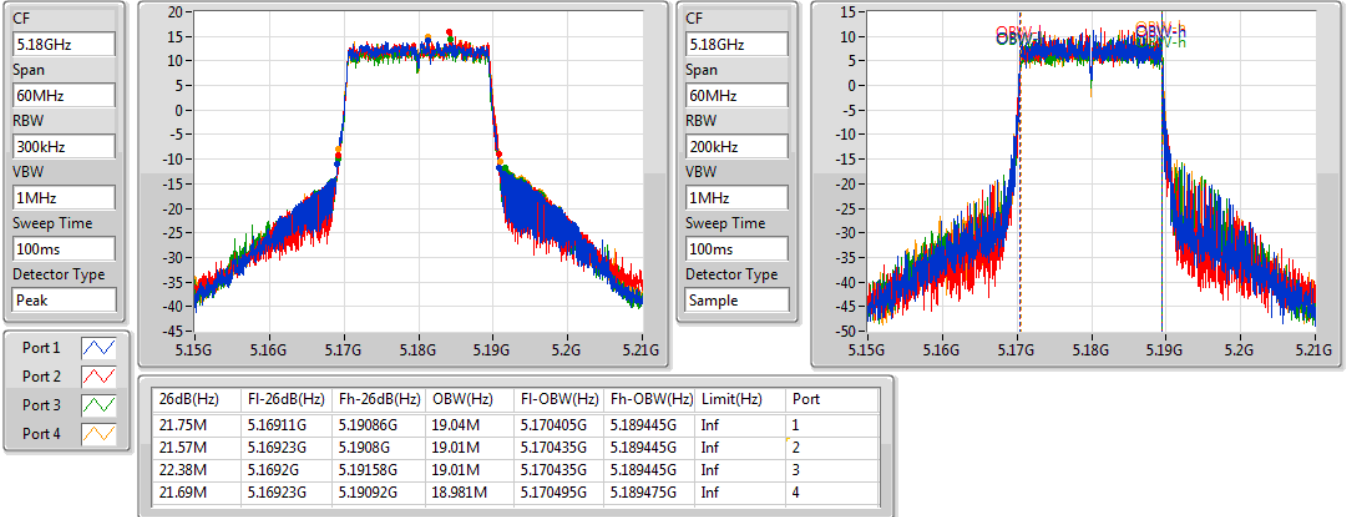 CF
5.18GHz
Span
60MHz
RBW
300kHz
VBW
1MHz
Sweep Time
100ms
Detector Type
Peak
20
15
10
5
0
-5
-10
-15
-20
-25
-30
-35
-40
-45
5.15G 5.16G 5.17G 5.18G 5.19G 5.2G 5.21G
CF
5.18GHz
Span
60MHz
RBW
200kHz
VBW
1MHz
Sweep Time
100ms
Detector Type
Sample
15
10
5
0
-5
-10
-15
-20
-25
-30
-35
-40
-45
-50
OBW-h
5.15G 5.16G 5.17G 5.18G 5.19G 5.2G 5.21G
Port 1
Port 2
Port 3
Port 4
26dB(Hz) Fl-26dB(Hz) Fh-26dB(Hz) OBW(Hz) Fl-OBW(Hz) Fh-OBW(Hz) Limit(Hz) Port
21.75M 5.16911G 5.19086G 19.04M 5.170405G 5.189445G Inf 1
21.57M 5.16923G 5.1908G 19.01M 5.170435G 5.189445G Inf 2
22.38M 5.1692G 5.19158G 19.01M 5.170435G 5.189445G Inf 3
21.69M 5.16923G 5.19092G 18.981M 5.170495G 5.189475G Inf 4